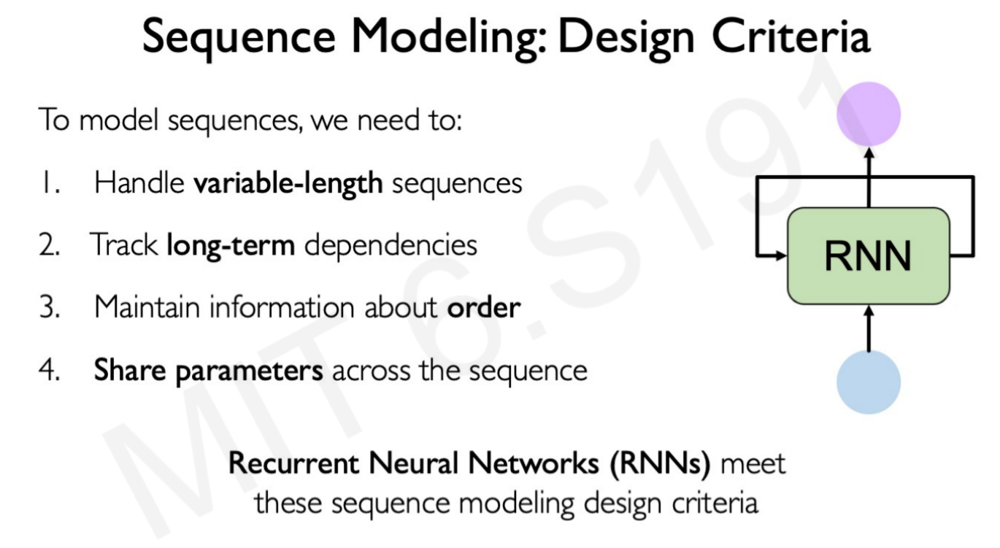 Sequence Modeling: Design Criteria
To model sequences, we need to:
1. Handle variable-length sequences
2. Track long-term dependencies
3. Maintain information about order
4. Share parameters across the sequence
RNN
Recurrent Neural Networks (RNNs) meet
these sequence modeling design criteria
MIT 6.S191